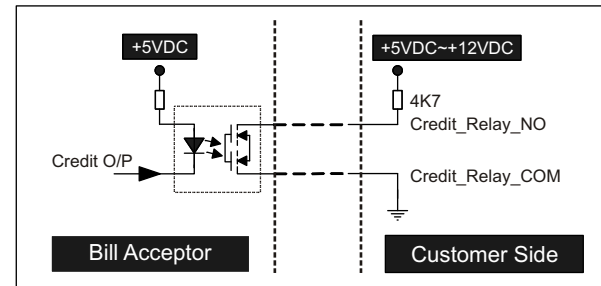 +5VDC
+5VDC~+12VDC
4K7
Credit_Relay_NO
Credit O/P
Credit_Relay_COM
Bill Acceptor
Customer Side